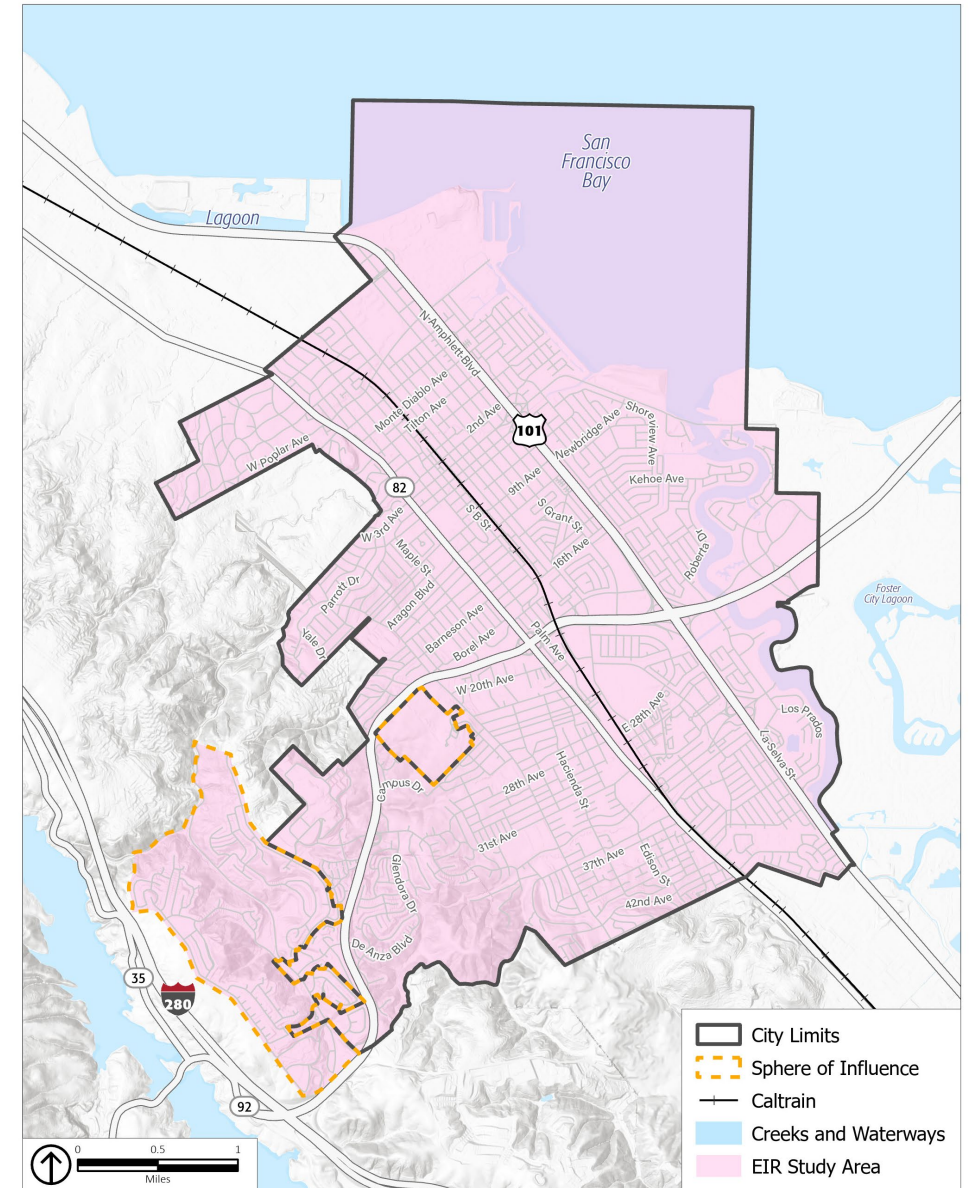 San
Francisco
Bay
Lagoon
N Amphlett Blvd
Monte Diablo Ave
Tilton Ave
2nd Ave
101
Newbridge Ave
Shoreview Ave
W Poplar Ave
82
9th Ave
Kehoe Ave
S B St
S Grant St
W 3rd Ave
Maple St
16th Ave
Roberta Dr
Parrott Dr
Aragon Blvd
Foster
City Lagoon
Yale Dr
Barneson Ave
Borel Ave
Palm Ave
W 20th Ave
E 28th Ave
Los Prados
La Selva St
Campus Dr
28th Ave
Hacienda St
31st Ave
37th Ave
Edison St
Glendora Dr
42nd Ave
De Anza Blvd
35
280
92
City Limits
Sphere of Influence
Caltrain
Creeks and Waterways
EIR Study Area
0 0.5 1
Miles